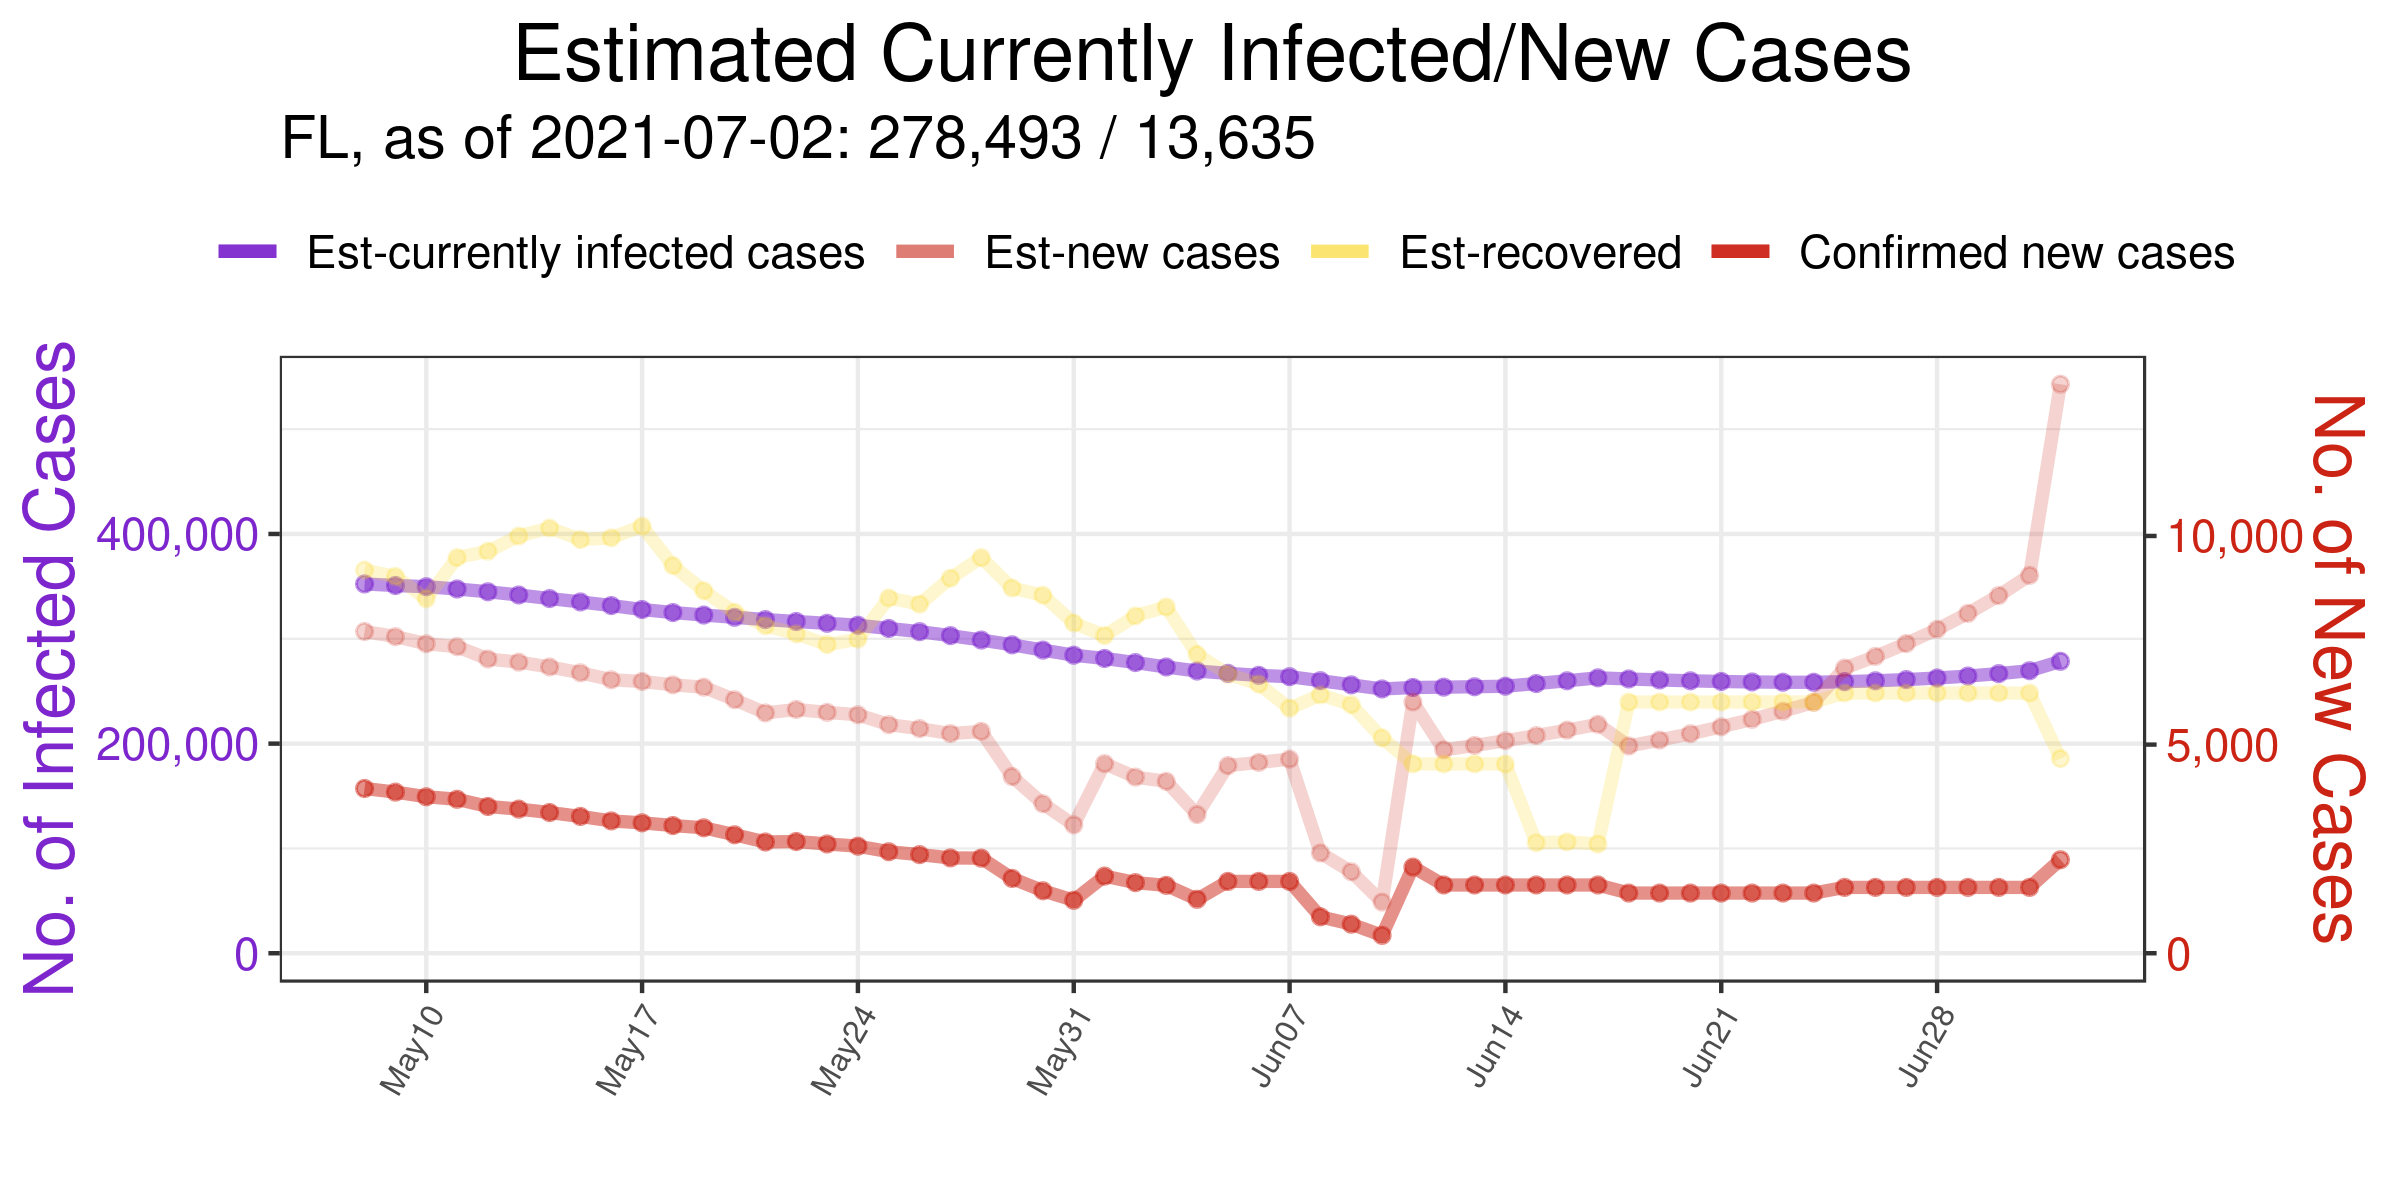 Estimated Currently Infected/New Cases
FL, as of 2021-07-02: 278,493 / 13,635
Est-currently infected cases Est-new cases Est-recovered Confirmed new cases
No. of Infected Cases
400,000
200,000
0
10,000
5,000
0
No. of New Cases
May10 May17 May24 May31 Jun07 Jun14 Jun21 Jun28